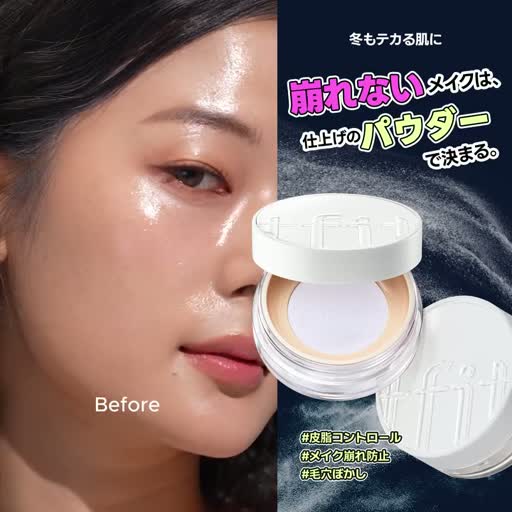 冬もテカる肌に
崩れないメイクは、
仕上げのパウダー
で決まる。
tfit
tfit
Before
#皮脂コントロール
#メイク崩れ防止
#毛穴ぼかし